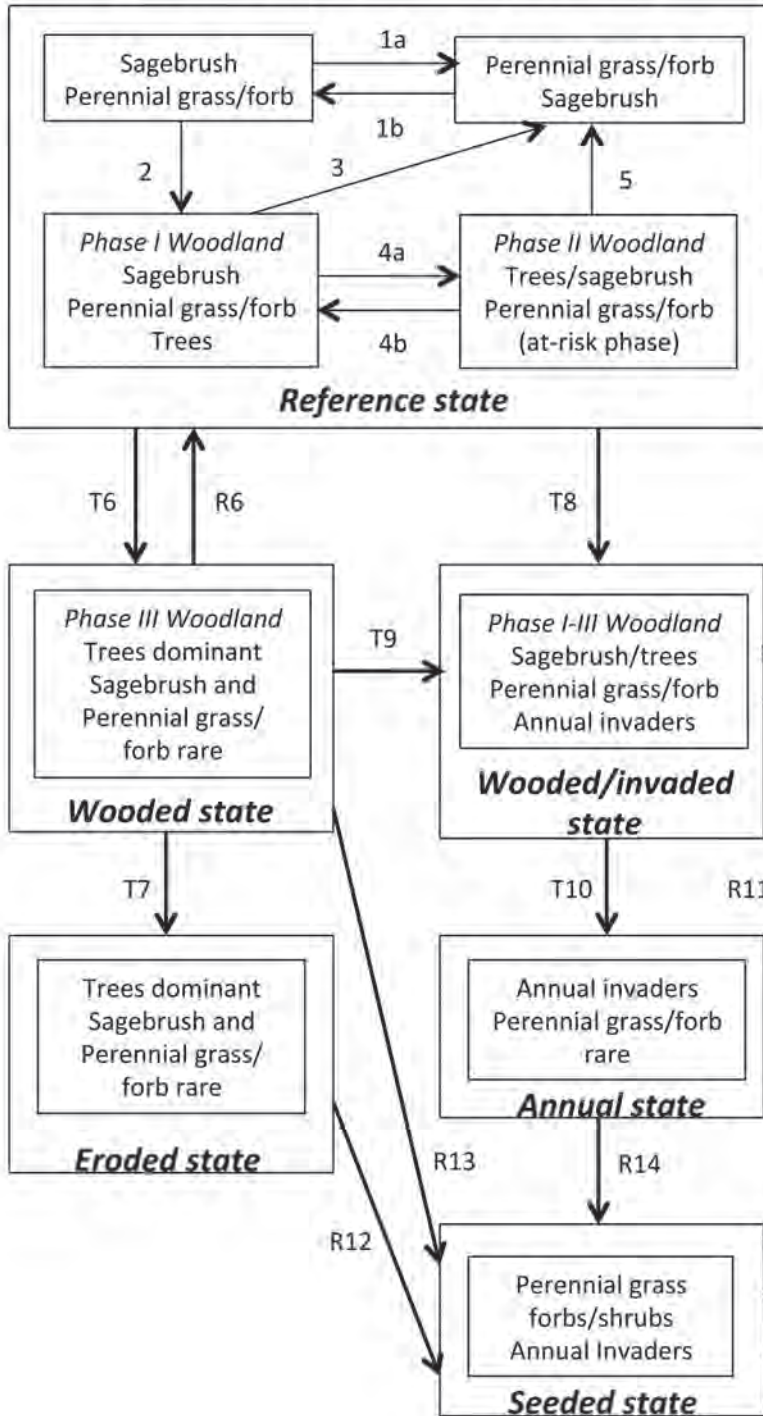 1a
Sagebrush
Perennial grass/forb
Perennial grass/forb
Sagebrush
1b
2
3
5
Phase I Woodland
Sagebrush
Perennial grass/forb
Trees
4a
4b
Phase II Woodland
Trees/sagebrush
Perennial grass/forb
(at-risk phase)
Reference state
T6
R6
T8
Phase III Woodland
Trees dominant
Sagebrush and
Perennial grass/
forb rare
Wooded state
T9
Phase I-III Woodland
Sagebrush/trees
Perennial grass/forb
Annual invaders
Wooded/invaded
state
T7
T10
R11
Trees dominant
Sagebrush and
Perennial grass/
forb rare
Eroded state
Annual invaders
Perennial grass/forb
rare
Annual state
R13
R14
R12
Perennial grass
forbs/shrubs
Annual Invaders
Seeded state